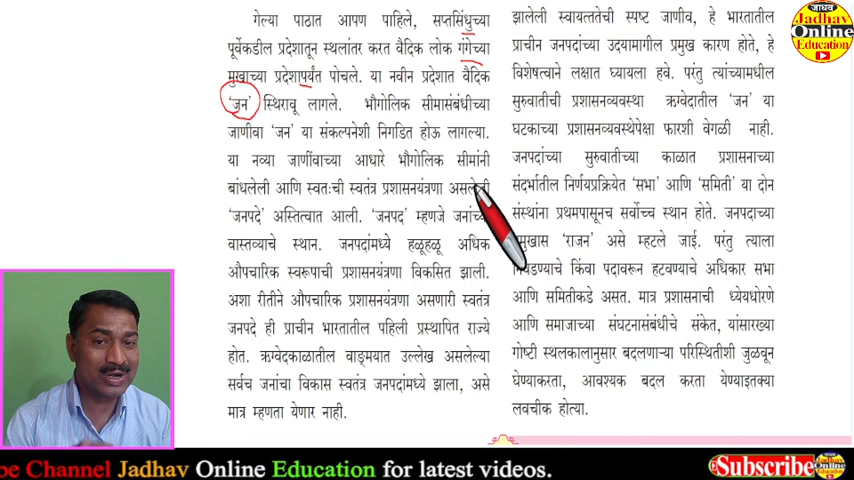 गेल्या पाठात आपण पाहिले, सप्तसिंधुच्या
पूर्वेकडील प्रदेशातून स्थलांतर करत वैदिक लोक गंगेच्या
मुखाच्या प्रदेशापर्यंत पोचले. या नवीन प्रदेशात वैदिक
‘जन’ स्थिरावू लागले. भौगोलिक सीमासंबंधीच्या
जाणीवा ‘जन’ या संकल्पनेशी निगडित होऊ लागल्या.
या नव्या जाणींवाच्या आधारे भौगोलिक सीमांनी
बांधलेली आणि स्वतःची स्वतंत्र प्रशासनयंत्रणा असलेली
‘जनपदे’ अस्तित्वात आली. ‘जनपद’ म्हणजे जनांच्या
वास्तव्याचे स्थान. जनपदांमध्ये हळूहळू अधिक
औपचारिक स्वरूपाची प्रशासनयंत्रणा विकसित झाली.
अशा रीतीने औपचारिक प्रशासनयंत्रणा असणारी स्वतंत्र
जनपदे ही प्राचीन भारतातील पहिली प्रस्थापित राज्ये
होत. ऋग्वेदकाळातील वाङ्मयात उल्लेख असलेल्या
सर्वच जनांचा विकास स्वतंत्र जनपदांमध्ये झाला, असे
मात्र म्हणता येणार नाही.
झालेली स्वायत्ततेची स्पष्ट जाणीव, हे भारतातील
प्राचीन जनपदांच्या उदयामागील प्रमुख कारण होते, हे
विशेषत्वाने लक्षात घ्यायला हवे. परंतु त्यांच्यामधील
सुरुवातीची प्रशासनव्यवस्था ऋग्वेदातील ‘जन’ या
घटकाच्या प्रशासनव्यवस्थेपेक्षा फारशी वेगळी नाही.
जनपदांच्या सुरुवातीच्या काळात प्रशासनाच्या
संदर्भातील निर्णयप्रक्रियेत ‘सभा’ आणि ‘समिती’ या दोन
संस्थांना प्रथमपासूनच सर्वोच्च स्थान होते. जनपदाच्या
प्रमुखास ‘राजन’ असे म्हटले जाई. परंतु त्याला
निवडण्याचे किंवा पदावरून हटवण्याचे अधिकार सभा
आणि समितीकडे असत. मात्र प्रशासनाची ध्येयधोरणे
आणि समाजाच्या संघटनासंबंधीचे संकेत, यांसारख्या
गोष्टी स्थलकालानुसार बदलणाऱ्या परिस्थितीशी जुळवून
घेण्याकरता, आवश्यक बदल करता येण्याइतक्या
लवचीक होत्या.
जाधव
Jadhav
Online
Education
be Channel Jadhav Online Education for latest videos.
Subscribe